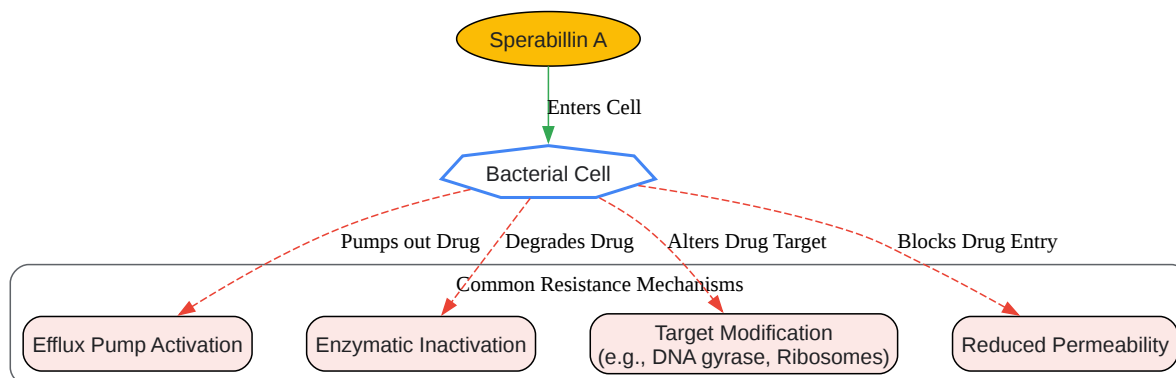 Sperabillin A
Enters Cell
Bacterial Cell
Pumps out Drug
Degrades Drug
Alters Drug Target
Blocks Drug Entry
Common Resistance Mechanisms
Efflux Pump Activation
Enzymatic Inactivation
Target Modification
(e.g., DNA gyrase, Ribosomes)
Reduced Permeability